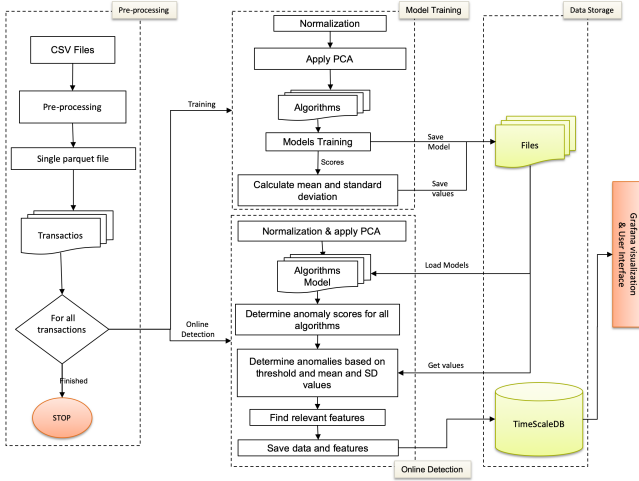 Pre-processing
CSV Files
Pre-processing
Single parquet file
Transactios
For all
transactions
Finished
STOP
Training
Online
Detection
Model Training
Normalization
Apply PCA
Algorithms
Models Training
Scores
Calculate mean and standard
deviation
Save
Model
Save
values
Normalization & apply PCA
Algorithms
Model
Determine anomaly scores for all
algorithms
Determine anomalies based on
threshold and mean and SD
values
Find relevant features
Save data and features
Online Detection
Load Models
Get values
Data Storage
Files
TimeScaleDB
Grafana visualization
& User Interface